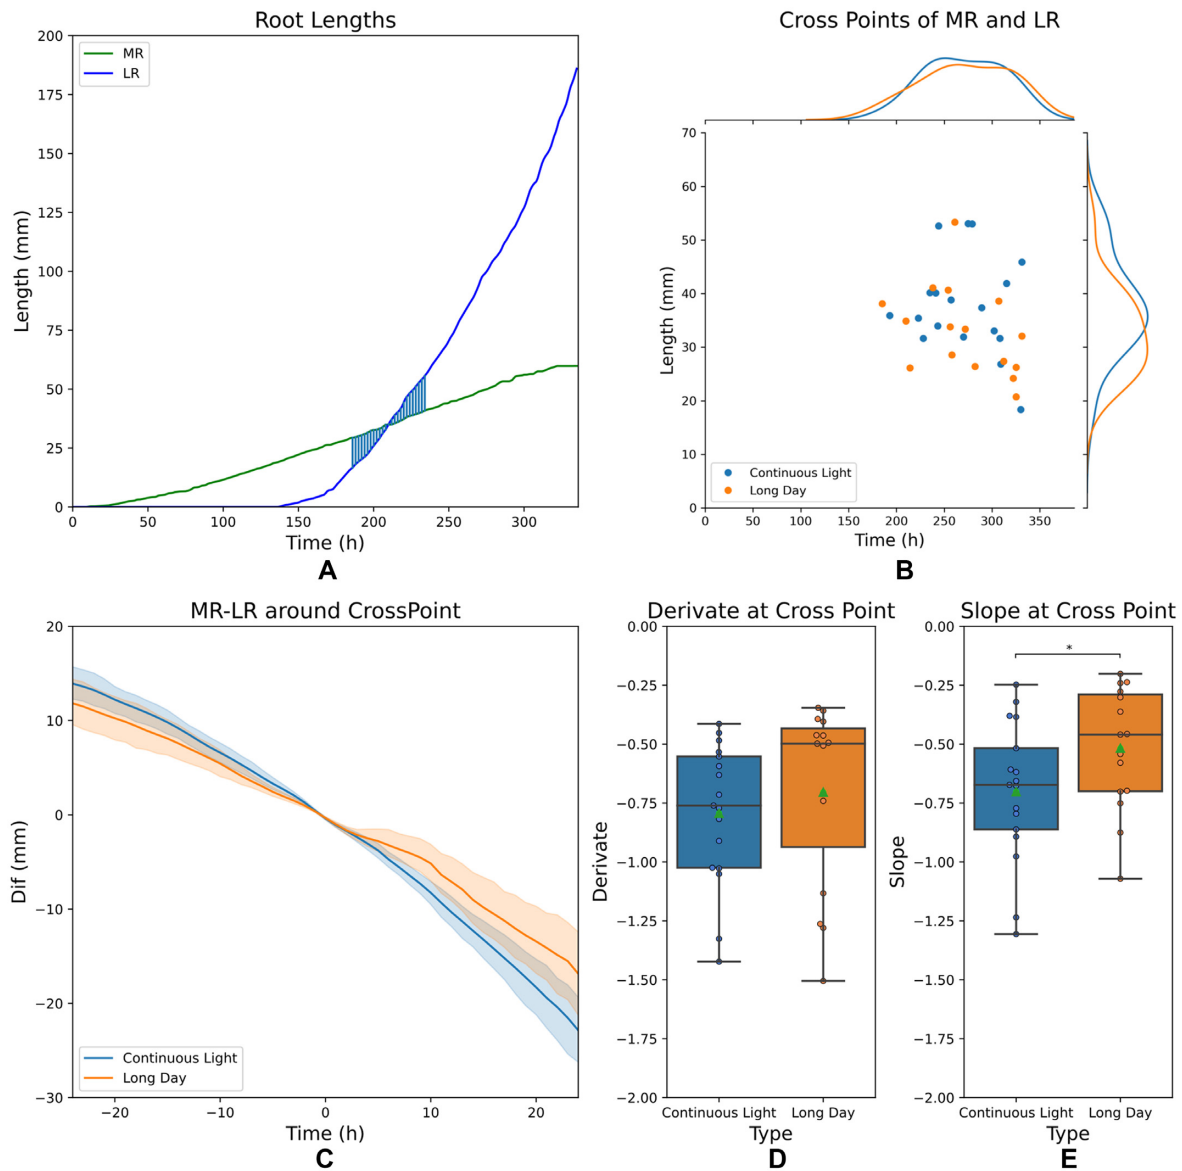 Root Lengths
200
175
150
125
100
75
50
25
0
Length (mm)
MR
LR
0 50 100 150 200 250 300
Time (h)
A
Cross Points of MR and LR
70
60
50
40
30
20
10
0
Length (mm)
Continuous Light
Long Day
0 50 100 150 200 250 300 350
Time (h)
B
MR-LR around CrossPoint
20
10
0
−10
−20
−30
Dif (mm)
Continuous Light
Long Day
−20 −10 0 10 20
Time (h)
C
Derivate at Cross Point
0.00
−0.25
−0.50
−0.75
−1.00
−1.25
−1.50
−1.75
−2.00
Derivate
Continuous Light Long Day
Type
D
Slope at Cross Point
*
0.00
−0.25
−0.50
−0.75
−1.00
−1.25
−1.50
−1.75
−2.00
Slope
Continuous Light Long Day
Type
E